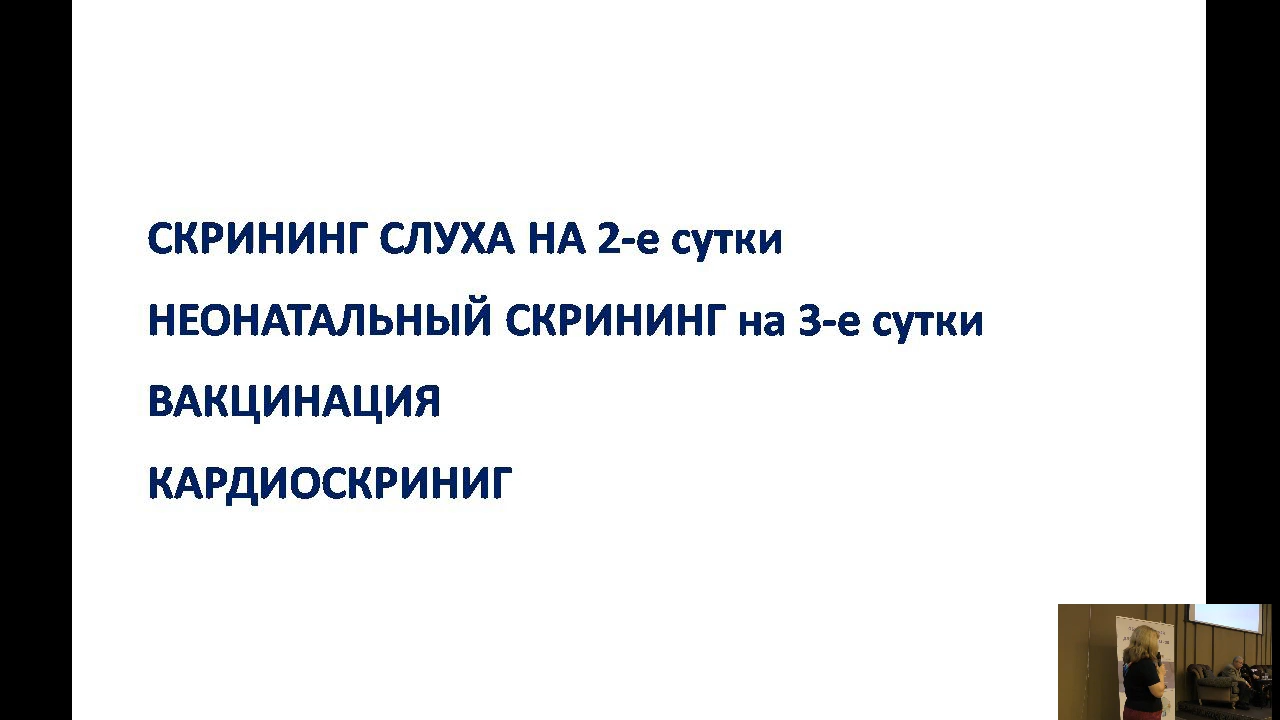 СКРИНИНГ СЛУХА НА 2-е сутки
НЕОНАТАЛЬНЫЙ СКРИНИНГ на 3-е сутки
ВАКЦИНАЦИЯ
КАРДИОСКРИНИГ